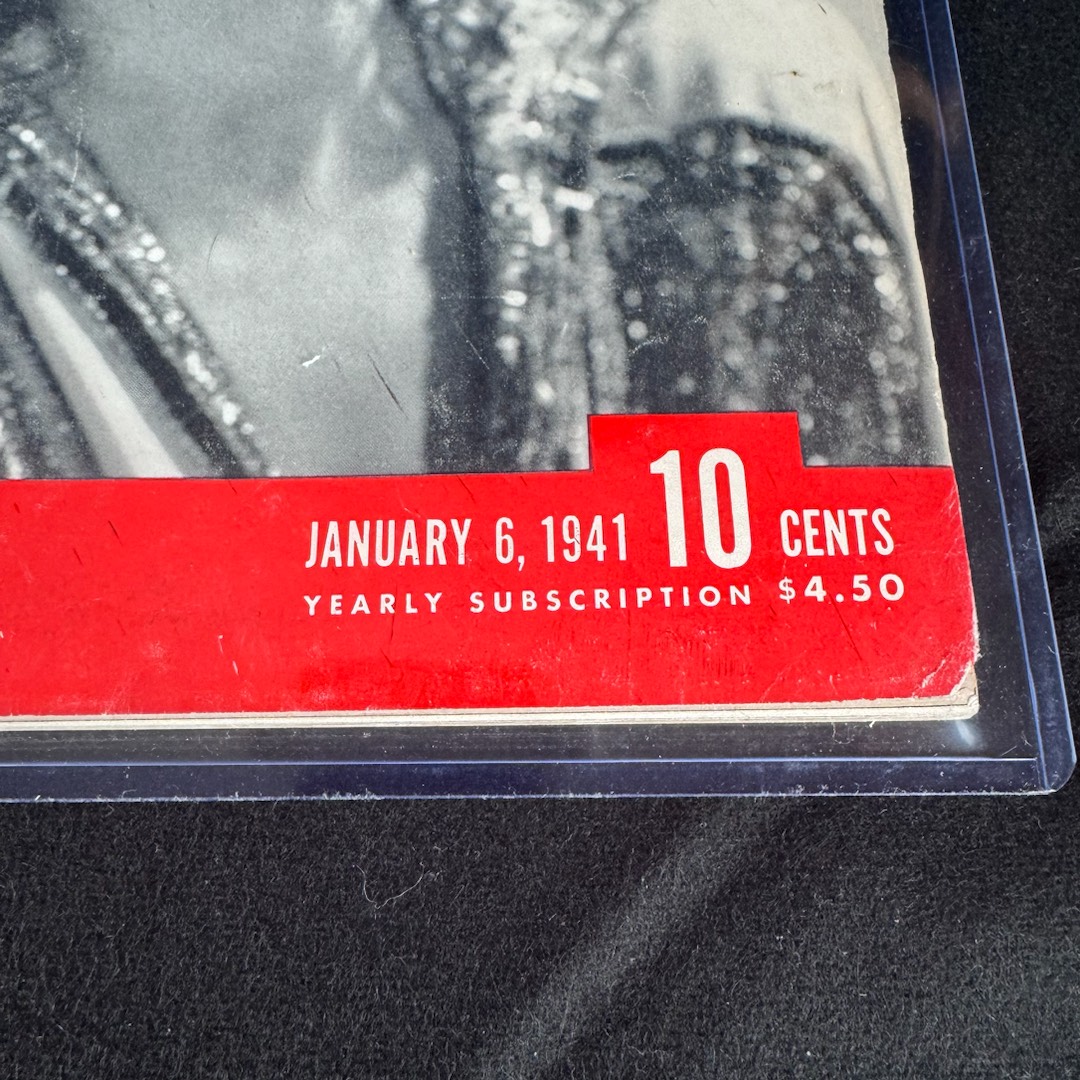 JANUARY 6, 1941 10 CENTS
YEARLY SUBSCRIPTION $4.50